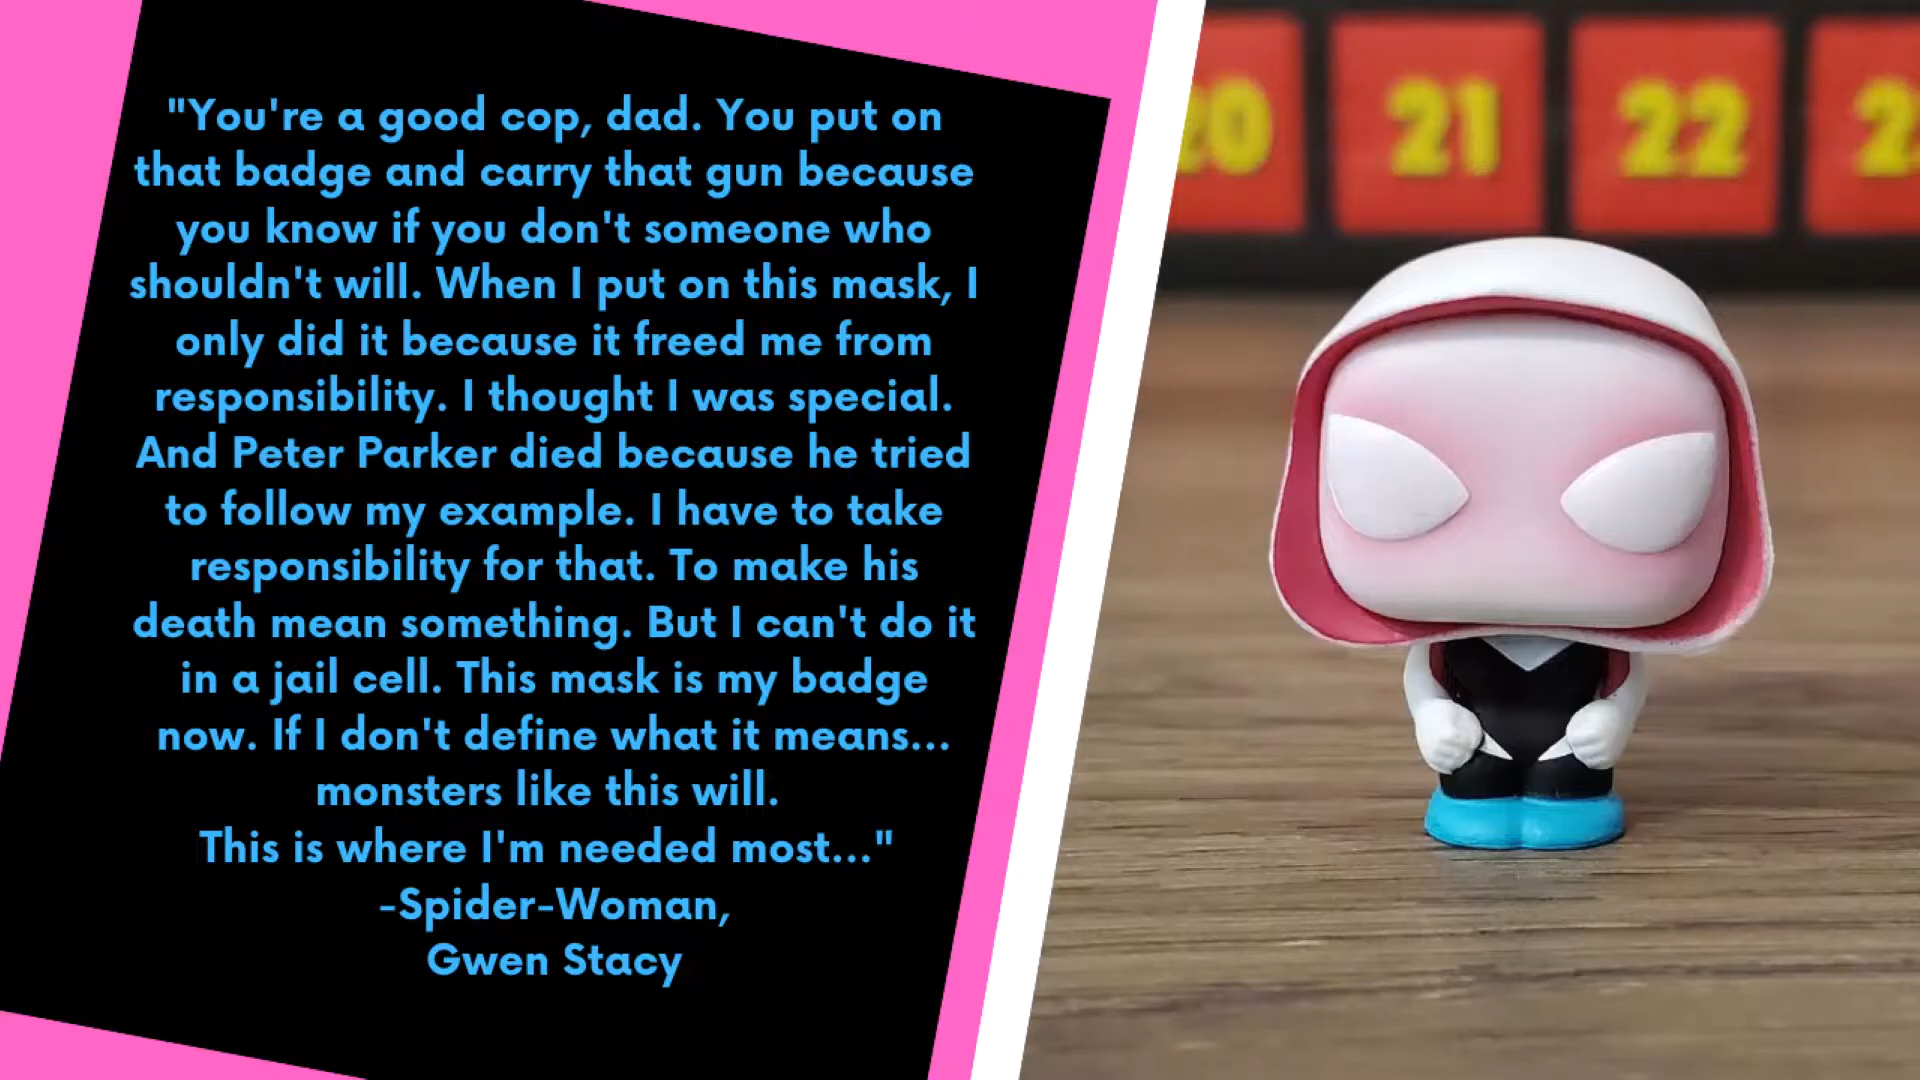 "You're a good cop, dad. You put on
that badge and carry that gun because
you know if you don't someone who
shouldn't will. When I put on this mask, I
only did it because it freed me from
responsibility. I thought I was special.
And Peter Parker died because he tried
to follow my example. I have to take
responsibility for that. To make his
death mean something. But I can't do it
in a jail cell. This mask is my badge
now. If I don't define what it means...
monsters like this will.
This is where I'm needed most..."
-Spider-Woman,
Gwen Stacy
20 21 22